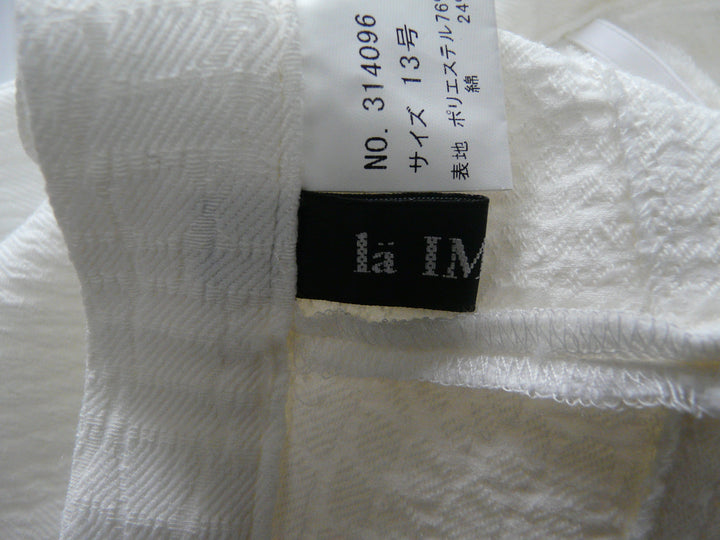 NO. 314096
サイズ 13号
表地 ポリエステル76%
綿 24
la IM